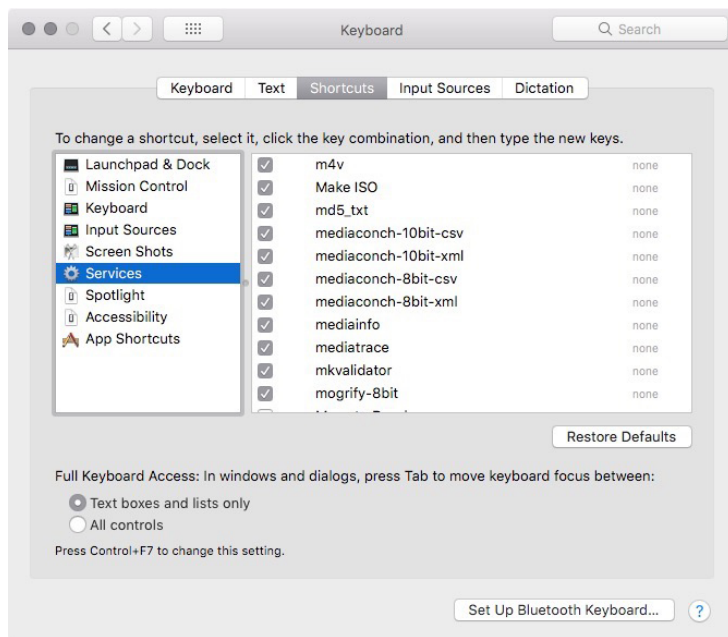 Keyboard
Search
Keyboard Text Shortcuts Input Sources Dictation
To change a shortcut, select it, click the key combination, and then type the new keys.
Launchpad & Dock
Mission Control
Keyboard
Input Sources
Screen Shots
Services
Spotlight
Accessibility
App Shortcuts
m4v none
Make ISO none
md5_txt none
mediaconch-10bit-csv none
mediaconch-10bit-xml none
mediaconch-8bit-csv none
mediaconch-8bit-xml none
mediainfo none
mediatrace none
mkvalidator none
mogrify-8bit none
Restore Defaults
Full Keyboard Access: In windows and dialogs, press Tab to move keyboard focus between:
Text boxes and lists only
All controls
Press Control+F7 to change this setting.
Set Up Bluetooth Keyboard... ?